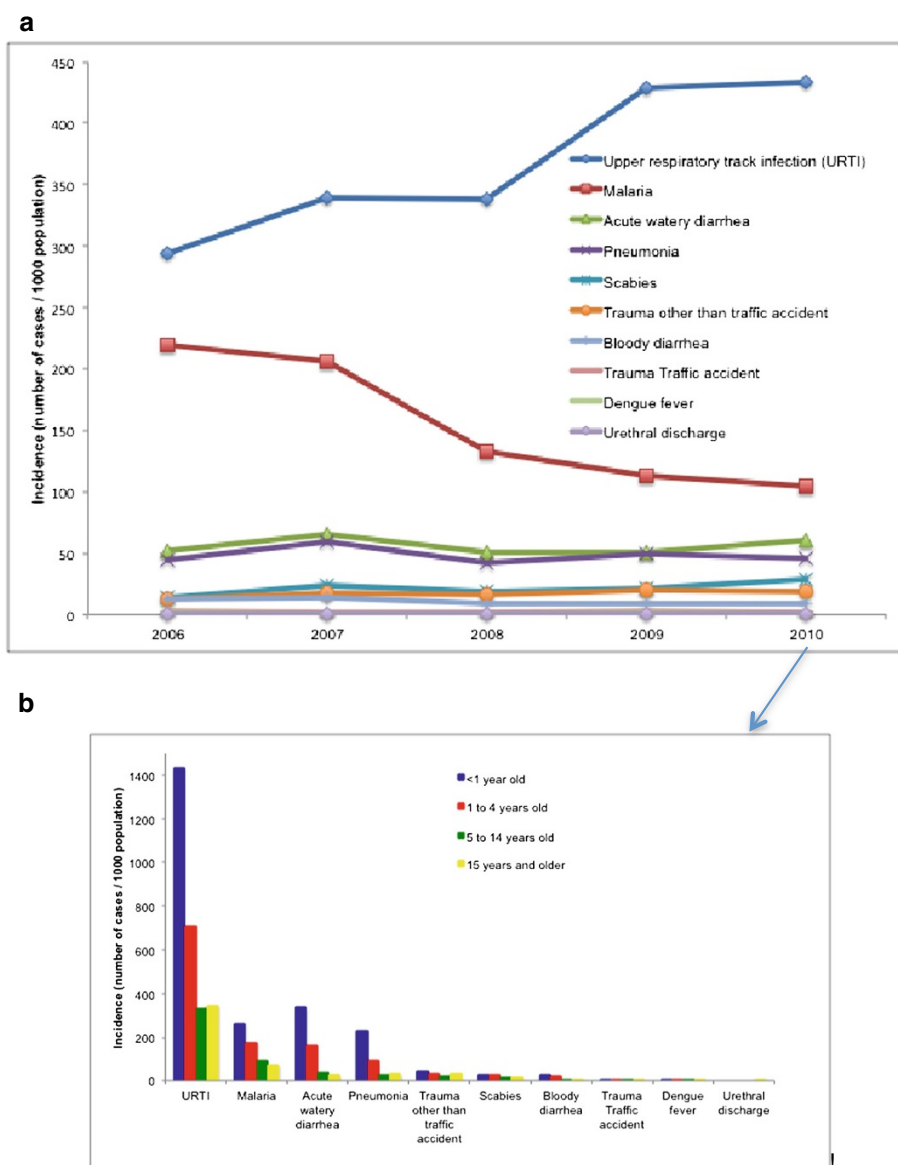 a
Incidence (number of cases / 1000 population)
450
400
350
300
250
200
150
100
50
0
2006 2007 2008 2009 2010
Upper respiratory track infection (URTI)
Malaria
Acute watery diarrhea
Pneumonia
Scabies
Trauma other than traffic accident
Bloody diarrhea
Trauma Traffic accident
Dengue fever
Urethral discharge
b
Incidence (number of cases / 1000 population)
1400
1200
1000
800
600
400
200
0
<1 year old
1 to 4 years old
5 to 14 years old
15 years and older
URTI
Malaria
Acute
watery
diarrhea
Pneumonia
Trauma
other than
traffic
accident
Scabies
Bloody
diarrhea
Trauma
Traffic
accident
Dengue
fever
Urethral
discharge
!